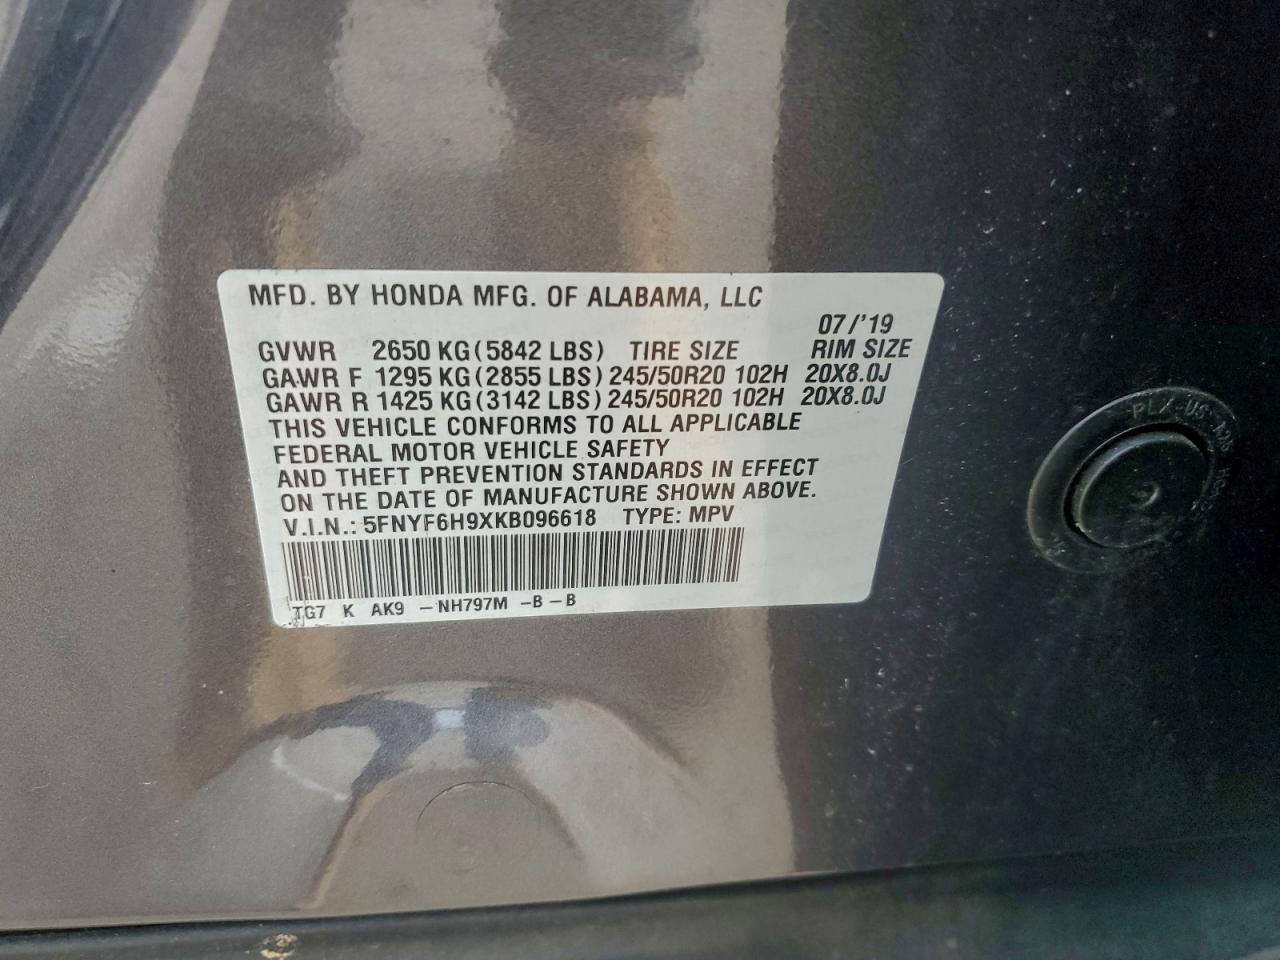 MFD. BY HONDA MFG. OF ALABAMA, LLC
07/'19
GVWR 2650 KG(5842 LBS) TIRE SIZE RIM SIZE
GAWR F 1295 KG(2855 LBS) 245/50R20 102H 20X8.0J
GAWR R 1425 KG(3142 LBS) 245/50R20 102H 20X8.0J
THIS VEHICLE CONFORMS TO ALL APPLICABLE
FEDERAL MOTOR VEHICLE SAFETY
AND THEFT PREVENTION STANDARDS IN EFFECT
ON THE DATE OF MANUFACTURE SHOWN ABOVE.
V.I.N.: 5FNYF6H9XKB096618 TYPE: MPV
TG7 K AK9 -NH797M -B-B